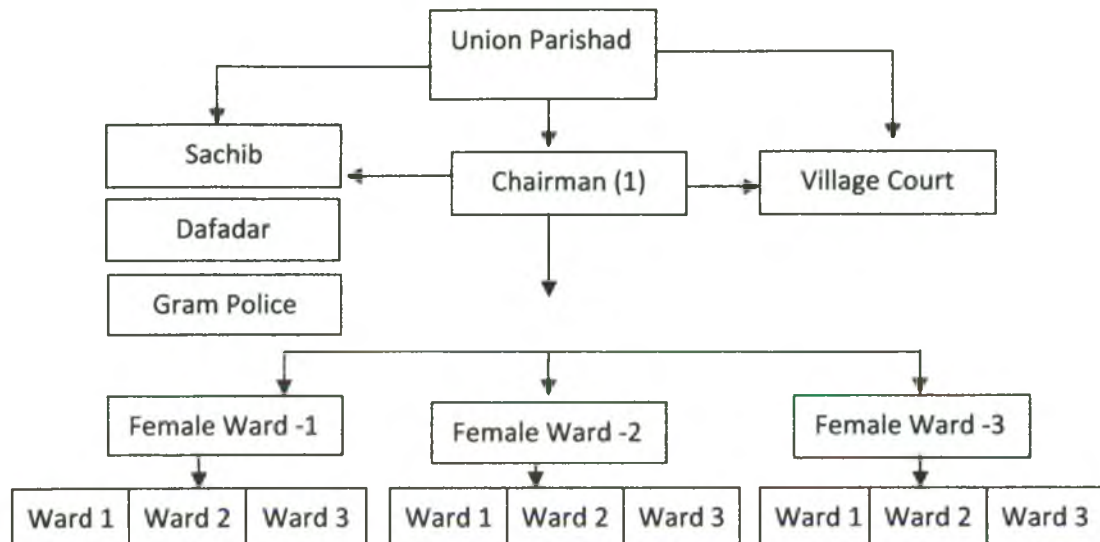 Union Parishad
Sachib
Chairman (1)
Village Court
Dafadar
Gram Police
Female Ward -1
Female Ward -2
Female Ward -3
Ward 1 Ward 2 Ward 3
Ward 1 Ward 2 Ward 3
Ward 1 Ward 2 Ward 3